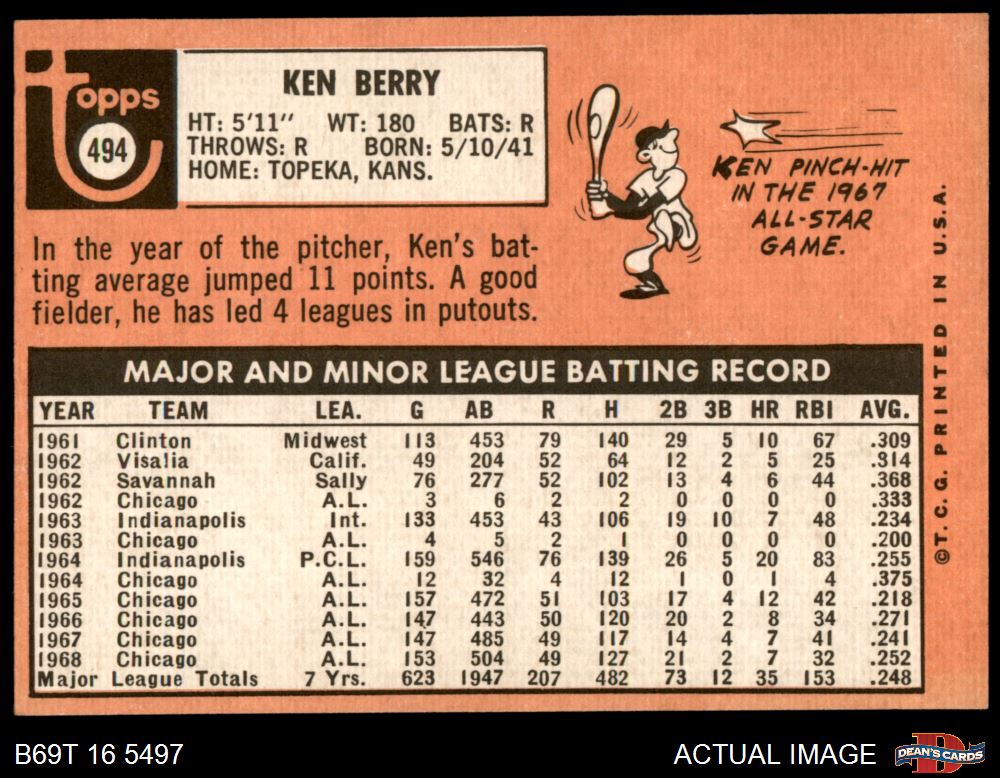 Topps
494
KEN BERRY
HT: 5'11" WT: 180 BATS: R
THROWS: R BORN: 5/10/41
HOME: TOPEKA, KANS.
In the year of the pitcher, Ken's bat-
ting average jumped 11 points. A good
fielder, he has led 4 leagues in putouts.
KEN PINCH-HIT
IN THE 1967
ALL-STAR
GAME.
MAJOR AND MINOR LEAGUE BATTING RECORD
YEAR TEAM LEA. G AB R H 2B 3B HR RBI AVG.
1961 Clinton Midwest 113 453 79 140 29 5 10 67 .309
1962 Visalia Calif. 49 204 52 64 12 2 5 25 .314
1962 Savannah Sally 76 277 52 102 13 4 6 44 .368
1962 Chicago A.L. 3 6 2 2 0 0 0 0 .333
1963 Indianapolis Int. 133 453 43 106 19 10 7 48 .234
1963 Chicago A.L. 4 5 2 1 0 0 0 0 .200
1964 Indianapolis P.C.L. 159 546 76 139 26 5 20 83 .255
1964 Chicago A.L. 12 32 4 12 1 0 1 4 .375
1965 Chicago A.L. 157 472 51 103 17 4 12 42 .218
1966 Chicago A.L. 147 443 50 120 20 2 8 34 .271
1967 Chicago A.L. 147 485 49 117 14 4 7 41 .241
1968 Chicago A.L. 153 504 49 127 21 2 7 32 .252
Major League Totals 7 Yrs. 623 1947 207 482 73 12 35 153 .248
©T. C. G. PRINTED IN U.S.A.
B69T 16 5497
ACTUAL IMAGE
D
DEAN'S CARDS